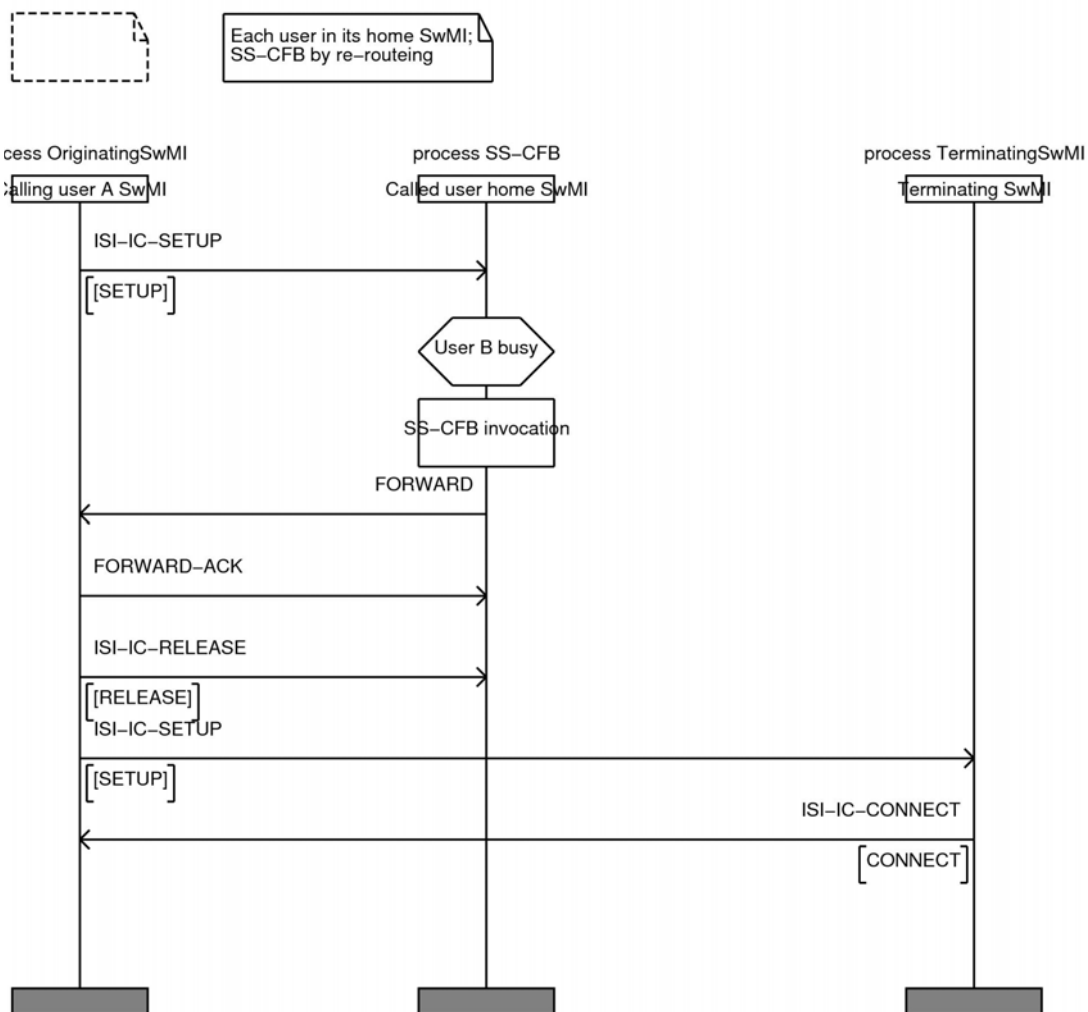 Each user in its home SwMI;
SS–CFB by re–routeing
cess OriginatingSwMI
process SS–CFB
process TerminatingSwMI
Calling user A SwMI
Called user home SwMI
Terminating SwMI
ISI–IC–SETUP
[SETUP]
User B busy
SS–CFB invocation
FORWARD
FORWARD–ACK
ISI–IC–RELEASE
[RELEASE]
ISI–IC–SETUP
[SETUP]
ISI–IC–CONNECT
CONNECT